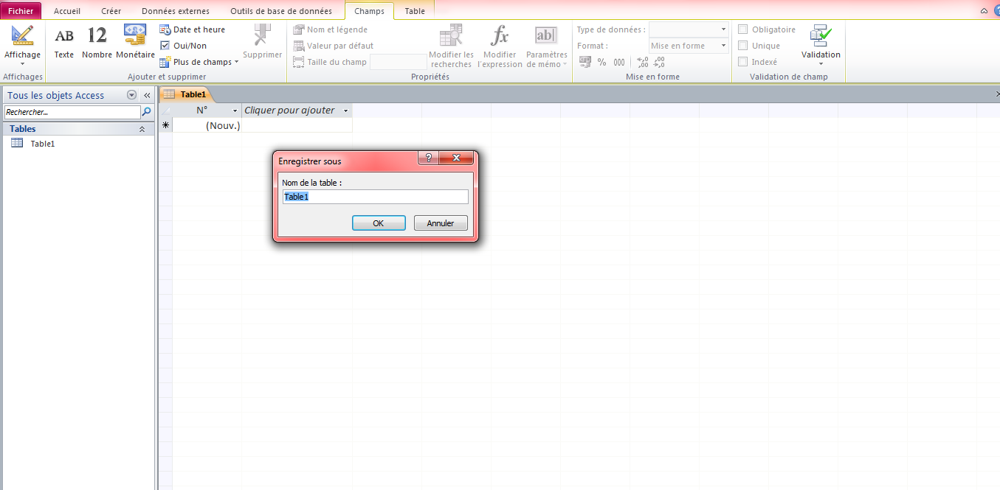 Fichier Accueil Créer Données externes Outils de base de données Champs Table
AB 12 Date et heure Nom et légende Type de données :  Obligatoire
Oui/Non Valeur par défaut Format : Mise en forme Unique
Affichage Texte Nombre Monétaire Plus de champs Supprimer Taille du champ Modifier les recherches fx Modifier l'expression ab| Paramètres de mémo % 000 ,00 ,00 Indexé Validation
Affichages Ajouter et supprimer Propriétés Mise en forme Validation de champ
Tous les objets Access « Table1
Rechercher... N° Cliquer pour ajouter
Tables (Nouv.)
Table1
Enregistrer sous ?
Nom de la table :
Table1
OK Annuler